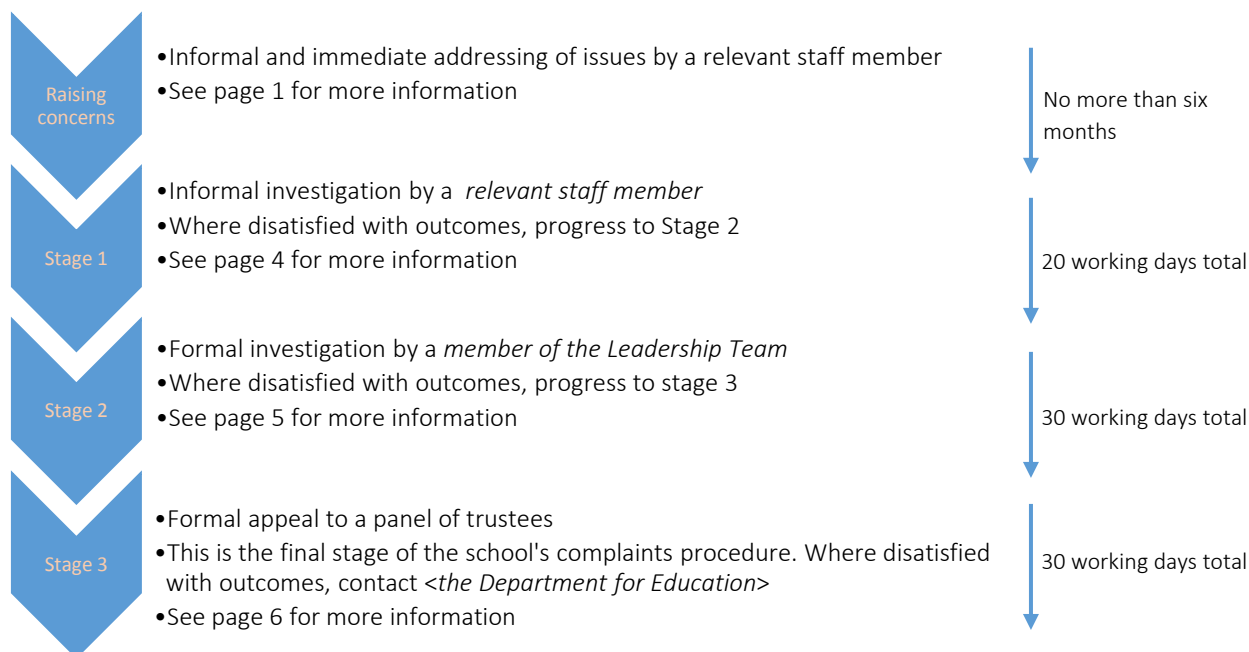 Raising
concerns
•Informal and immediate addressing of issues by a relevant staff member
•See page 1 for more information
No more than six
months
Stage 1
•Informal investigation by a relevant staff member
•Where disatisfied with outcomes, progress to Stage 2
•See page 4 for more information
20 working days total
Stage 2
•Formal investigation by a member of the Leadership Team
•Where disatisfied with outcomes, progress to stage 3
•See page 5 for more information
30 working days total
Stage 3
•Formal appeal to a panel of trustees
•This is the final stage of the school's complaints procedure. Where disatisfied
with outcomes, contact <the Department for Education>
•See page 6 for more information
30 working days total